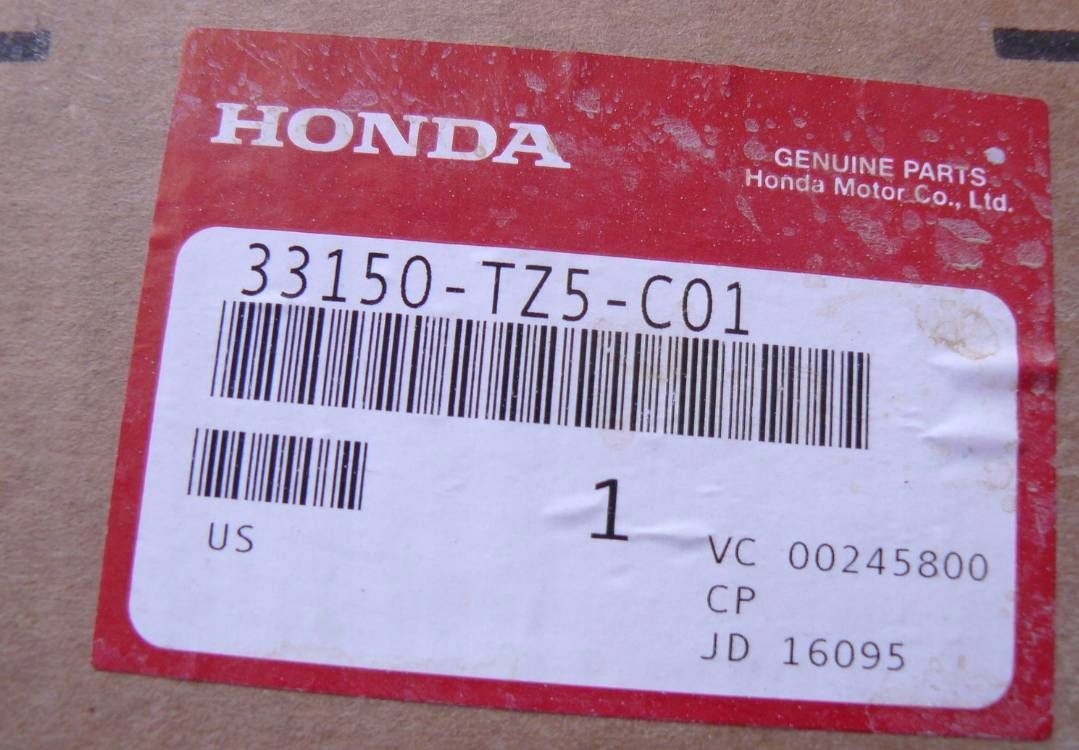 HONDA
GENUINE PARTS
Honda Motor Co., Ltd.
33150-TZ5-C01
1
US
VC 00245800
CP
JD 16095